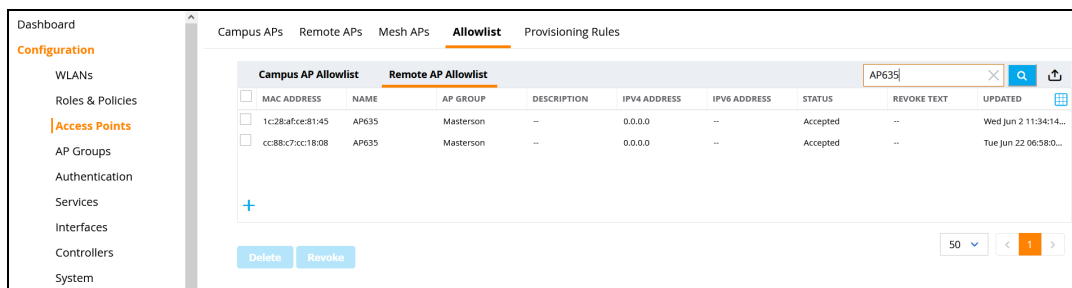 Dashboard
Configuration
WLANs
Roles & Policies
Access Points
AP Groups
Authentication
Services
Interfaces
Controllers
System
Campus APs Remote APs Mesh APs Allowlist Provisioning Rules
Campus AP Allowlist Remote AP Allowlist AP635
MAC ADDRESS NAME AP GROUP DESCRIPTION IPV4 ADDRESS IPV6 ADDRESS STATUS REVOKE TEXT UPDATED
1c:28:af:ce:81:45 AP635 Masterson -- 0.0.0.0 -- Accepted -- Wed Jun 2 11:34:14...
cc:88:c7:cc:18:08 AP635 Masterson -- 0.0.0.0 -- Accepted -- Tue Jun 22 06:58:0...
+
50 < 1 >
Delete Revoke